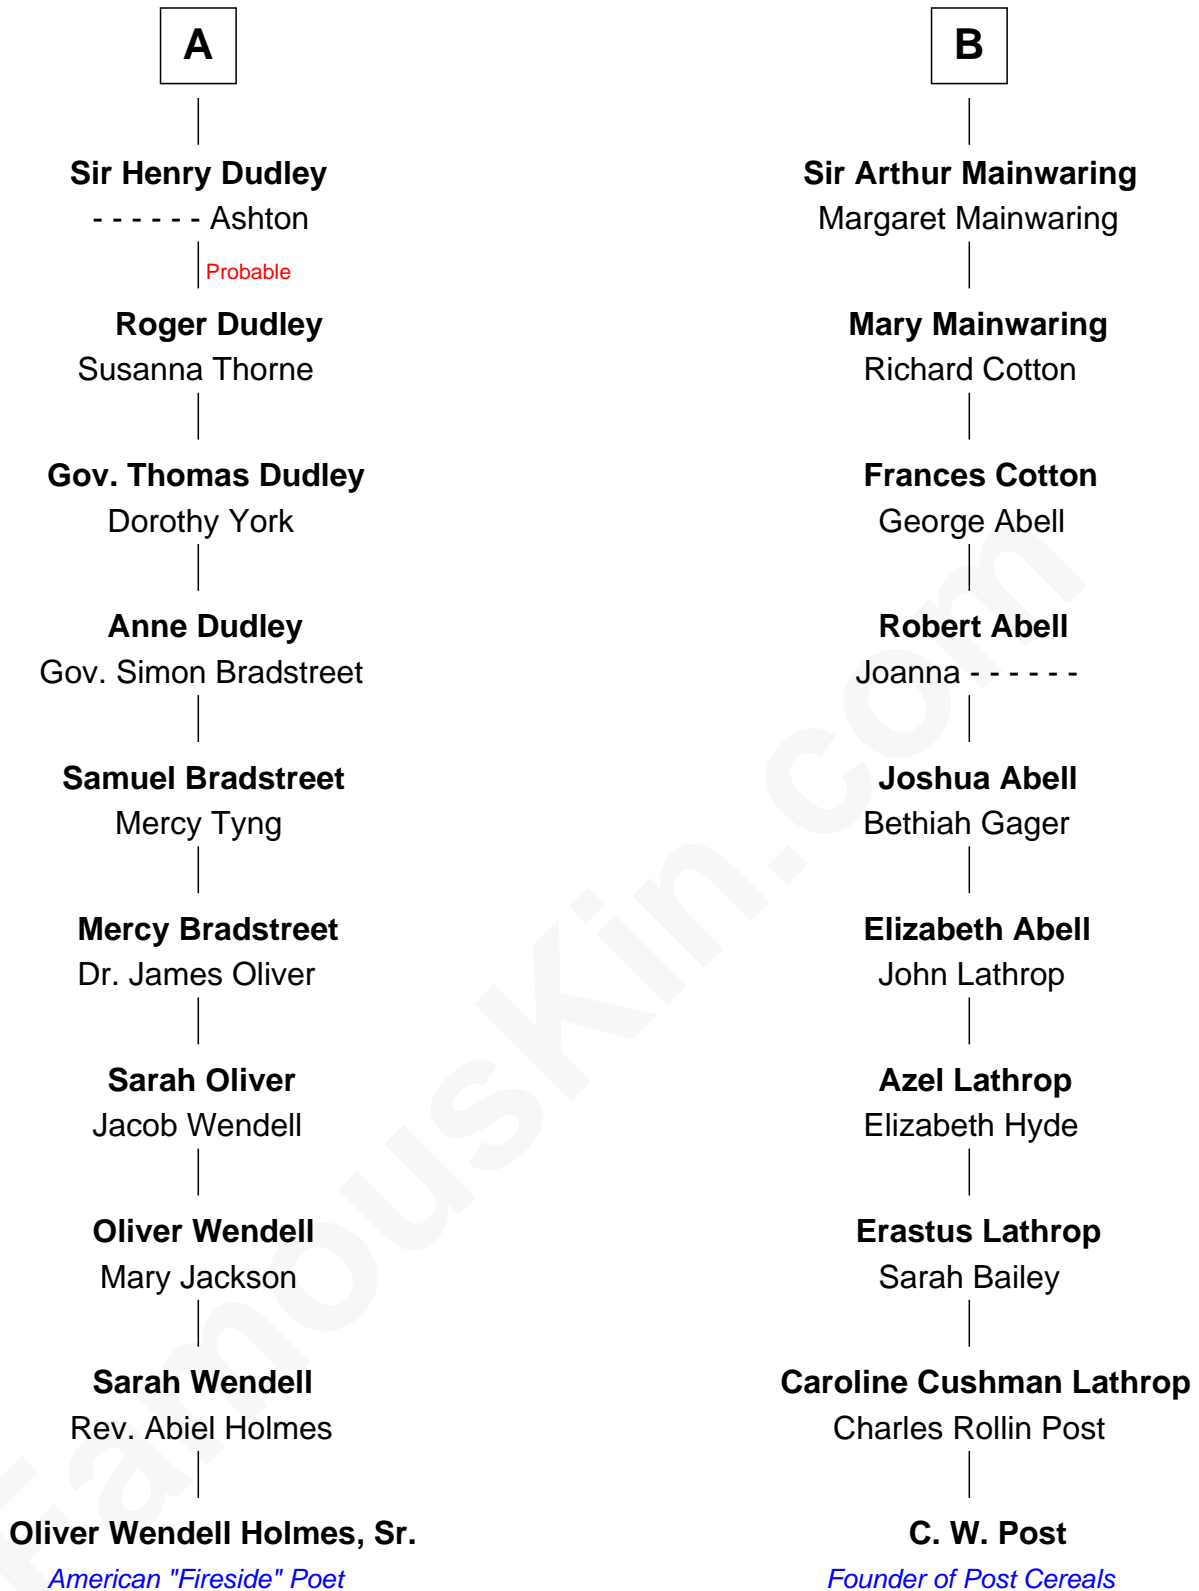 A
Sir Henry Dudley
- - - - - - Ashton
Probable
Roger Dudley
Susanna Thorne
Gov. Thomas Dudley
Dorothy York
Anne Dudley
Gov. Simon Bradstreet
Samuel Bradstreet
Mercy Tyng
Mercy Bradstreet
Dr. James Oliver
Sarah Oliver
Jacob Wendell
Oliver Wendell
Mary Jackson
Sarah Wendell
Rev. Abiel Holmes
Oliver Wendell Holmes, Sr.
American "Fireside" Poet
B
Sir Arthur Mainwaring
Margaret Mainwaring
Mary Mainwaring
Richard Cotton
Frances Cotton
George Abell
Robert Abell
Joanna - - - - - -
Joshua Abell
Bethiah Gager
Elizabeth Abell
John Lathrop
Azel Lathrop
Elizabeth Hyde
Erastus Lathrop
Sarah Bailey
Caroline Cushman Lathrop
Charles Rollin Post
C. W. Post
Founder of Post Cereals
FamousKin.com